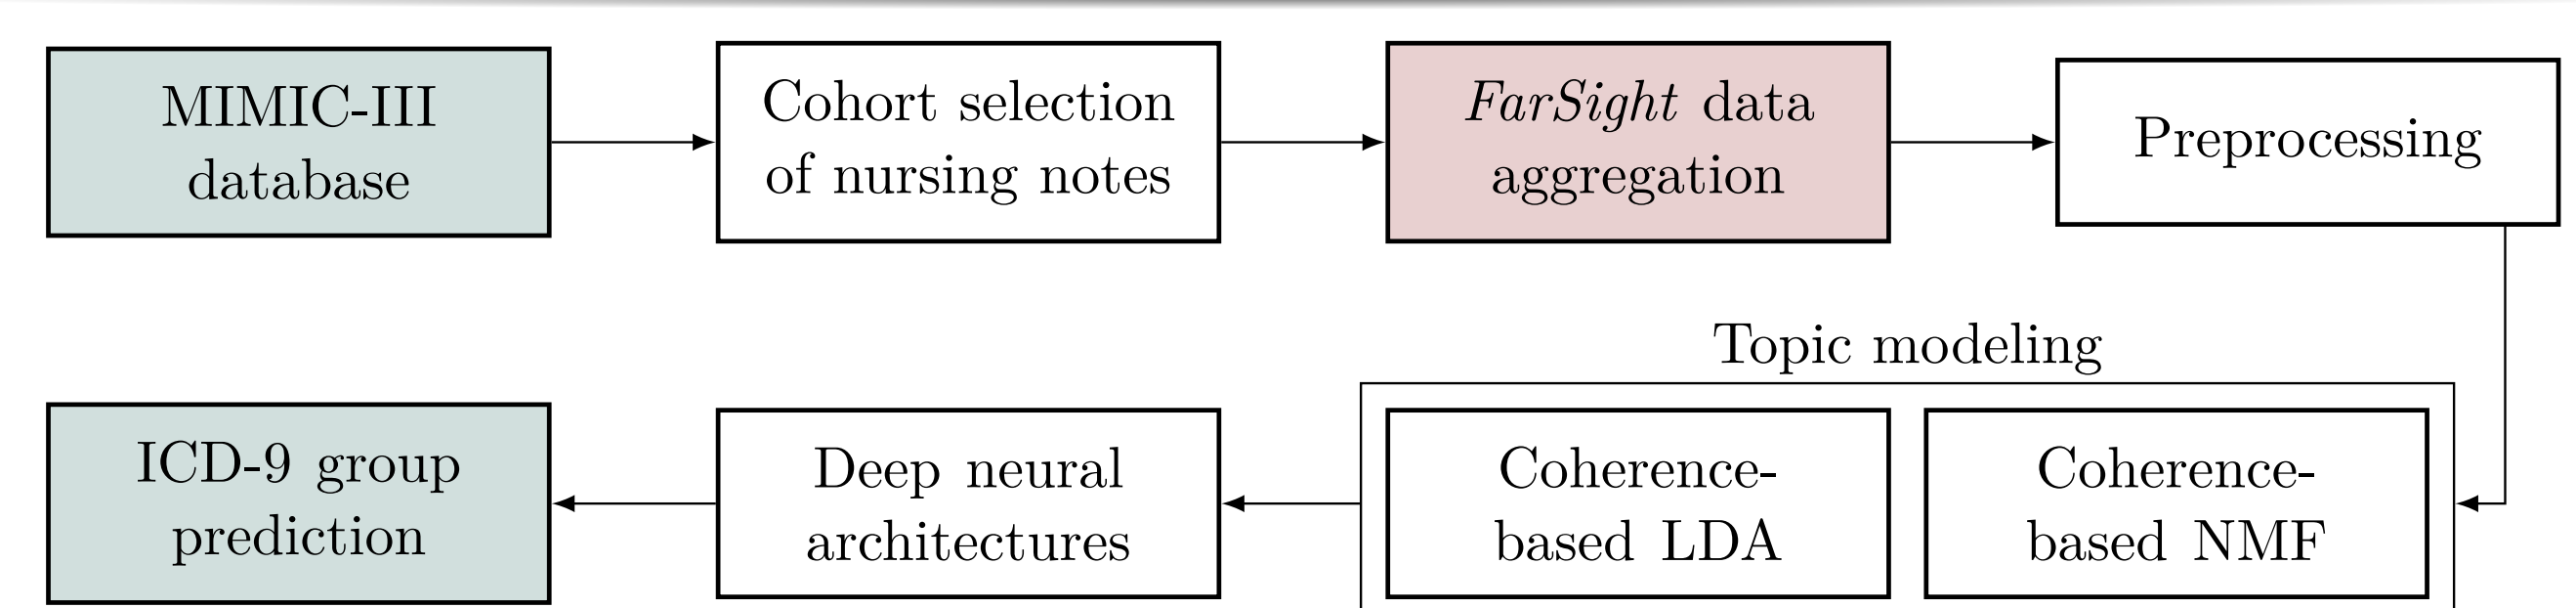 MIMIC-III
database
Cohort selection
of nursing notes
FarSight data
aggregation
Preprocessing
Topic modeling
Coherence-
based LDA
Coherence-
based NMF
Deep neural
architectures
ICD-9 group
prediction